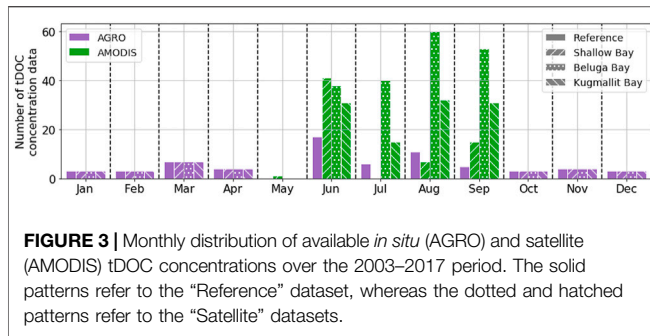 AGRO
AMODIS
Reference
Shallow Bay
Beluga Bay
Kugmallit Bay
Number of tDOC
concentration data
60
40
20
0
Jan Feb Mar Apr May Jun Jul Aug Sep Oct Nov Dec
FIGURE 3 | Monthly distribution of available in situ (AGRO) and satellite
(AMODIS) tDOC concentrations over the 2003–2017 period. The solid
patterns refer to the “Reference” dataset, whereas the dotted and hatched
patterns refer to the “Satellite” datasets.